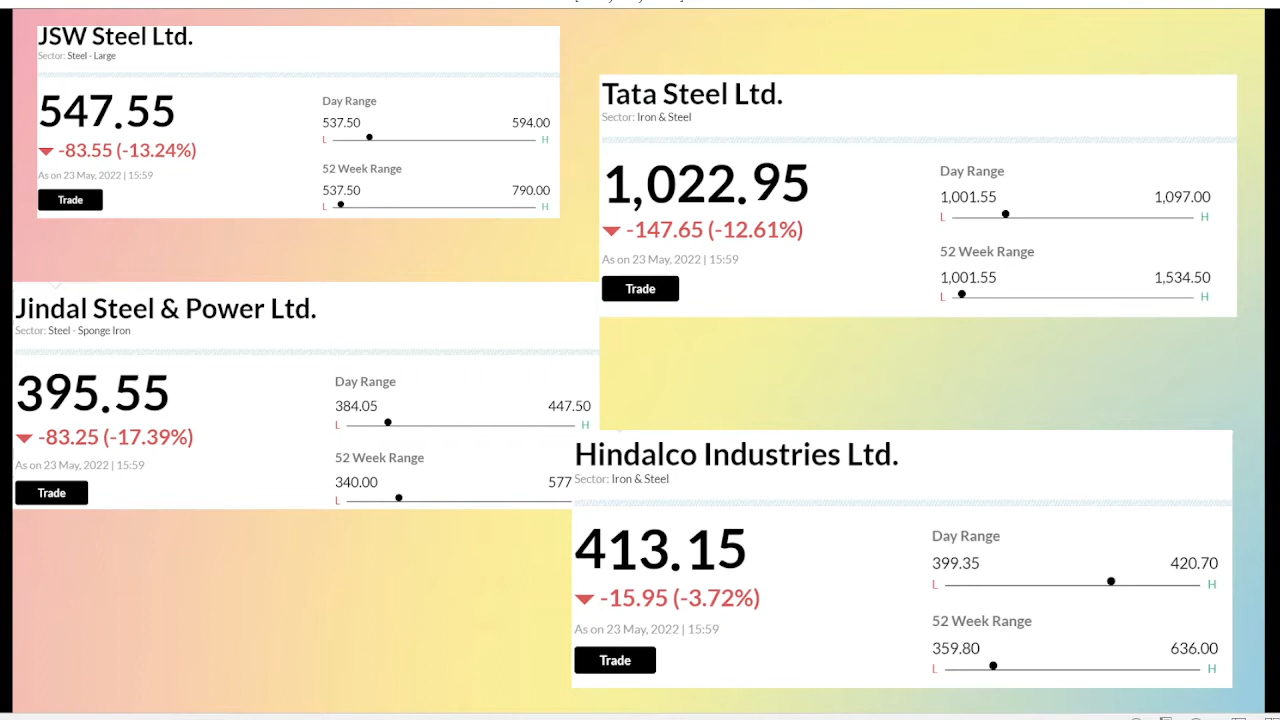 JSW Steel Ltd.
Sector: Steel - Large
547.55
-83.55 (-13.24%)
As on 23 May, 2022 | 15:59
Trade
Day Range
537.50 594.00
L H
52 Week Range
537.50 790.00
L H
Tata Steel Ltd.
Sector: Iron & Steel
1,022.95
-147.65 (-12.61%)
As on 23 May, 2022 | 15:59
Trade
Day Range
1,001.55 1,097.00
L H
52 Week Range
1,001.55 1,534.50
L H
Jindal Steel & Power Ltd.
Sector: Steel - Sponge Iron
395.55
-83.25 (-17.39%)
As on 23 May, 2022 | 15:59
Trade
Day Range
384.05 447.50
L H
52 Week Range
340.00 577
L
Hindalco Industries Ltd.
Sector: Iron & Steel
413.15
-15.95 (-3.72%)
As on 23 May, 2022 | 15:59
Trade
Day Range
399.35 420.70
L H
52 Week Range
359.80 636.00
L H